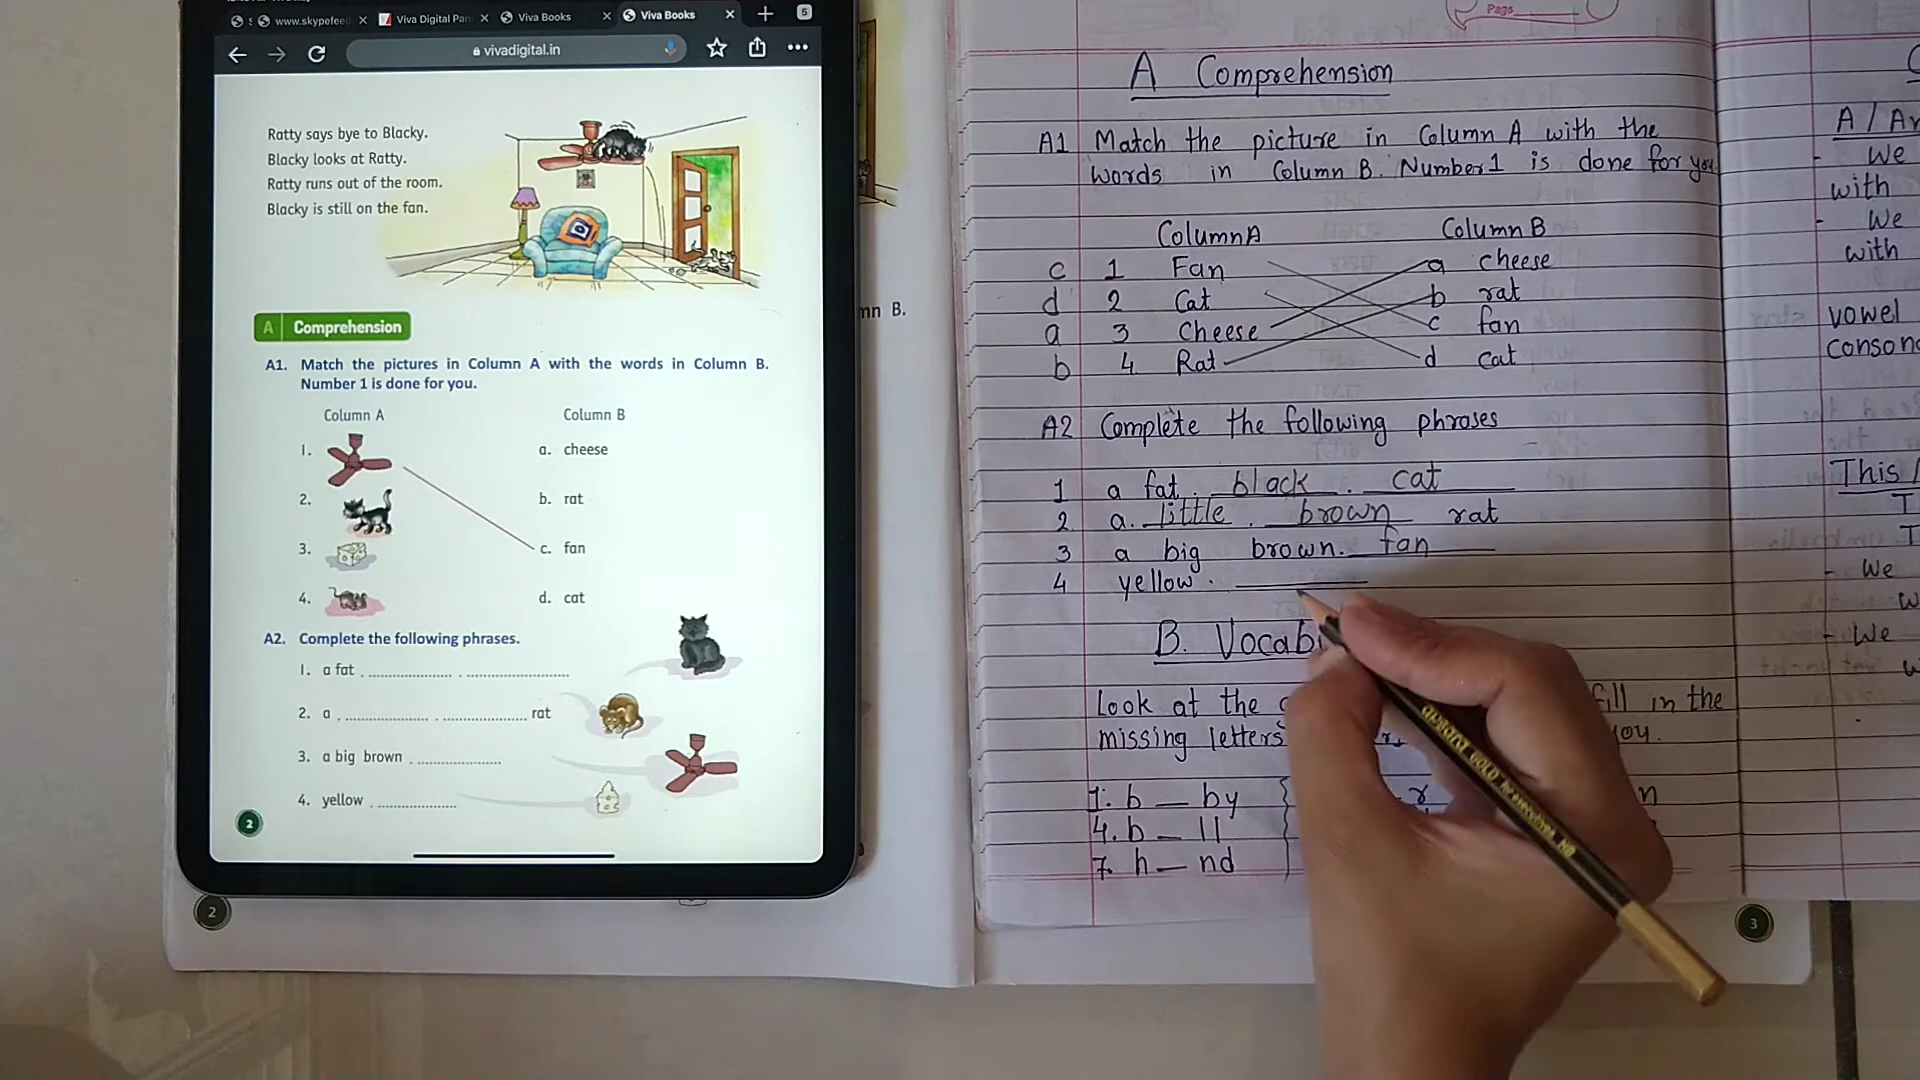 www.skypefeed
Viva Digital Pan
Viva Books
Viva Books
5
vivadigital.in
Ratty says bye to Blacky.
Blacky looks at Ratty.
Ratty runs out of the room.
Blacky is still on the fan.
A Comprehension
A1. Match the pictures in Column A with the words in Column B.
Number 1 is done for you.
Column A Column B
1. a. cheese
2. b. rat
3. c. fan
4. d. cat
A2. Complete the following phrases.
1. a fat
2. a rat
3. a big brown
4. yellow
2
mn B.
2
Page
A Comprehension
A1 Match the picture in Column A with the
words in Column B. Number 1 is done for you
Column A Column B
c 1 Fan a cheese
d 2 Cat b rat
a 3 Cheese c fan
b 4 Rat d cat
A2 Complete the following phrases
1 a fat. black. cat
2 a. little. brown rat
3 a big brown. fan
4 yellow.
B. Vocab
Look at the fill in the
missing letters you.
1. b _ by
4. b _ ll
7. h _ nd
A / An
- We
with
- We
with
vowel
conson
This /
- We
- We
3